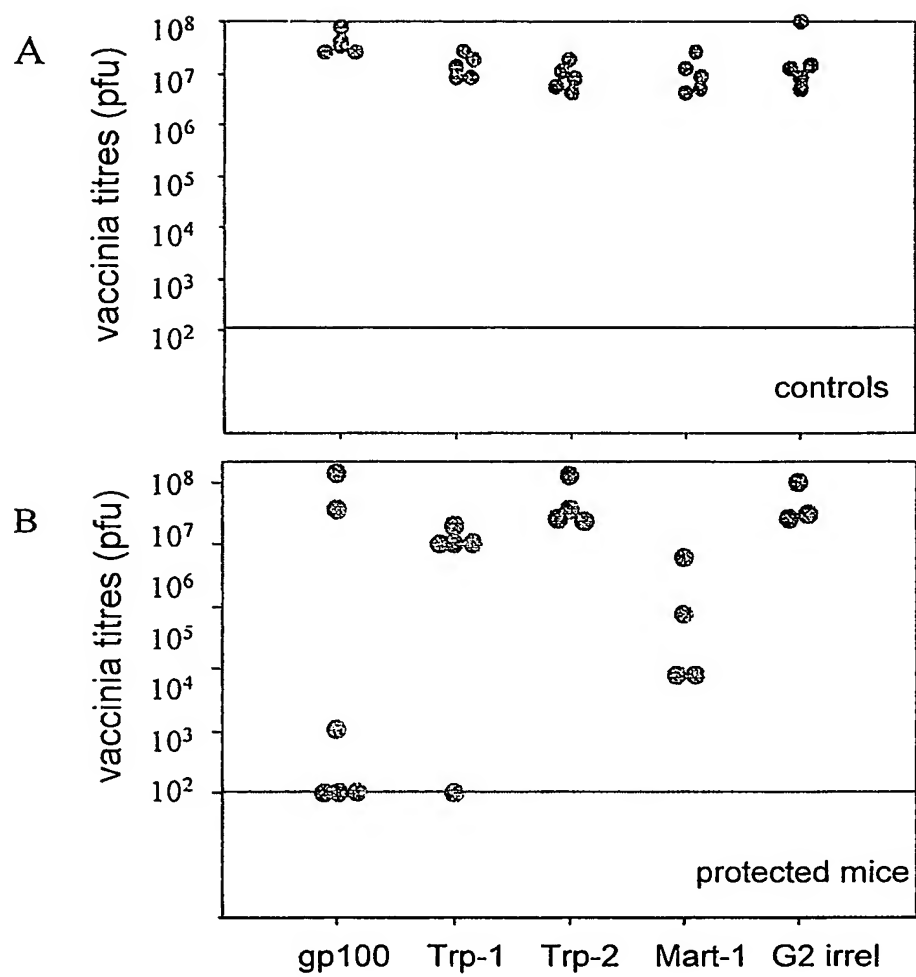 A
vaccinia titres (pfu)
10⁸
10⁷
10⁶
10⁵
10⁴
10³
10²
controls
B
vaccinia titres (pfu)
10⁸
10⁷
10⁶
10⁵
10⁴
10³
10²
protected mice
gp100 Trp-1 Trp-2 Mart-1 G2 irrel